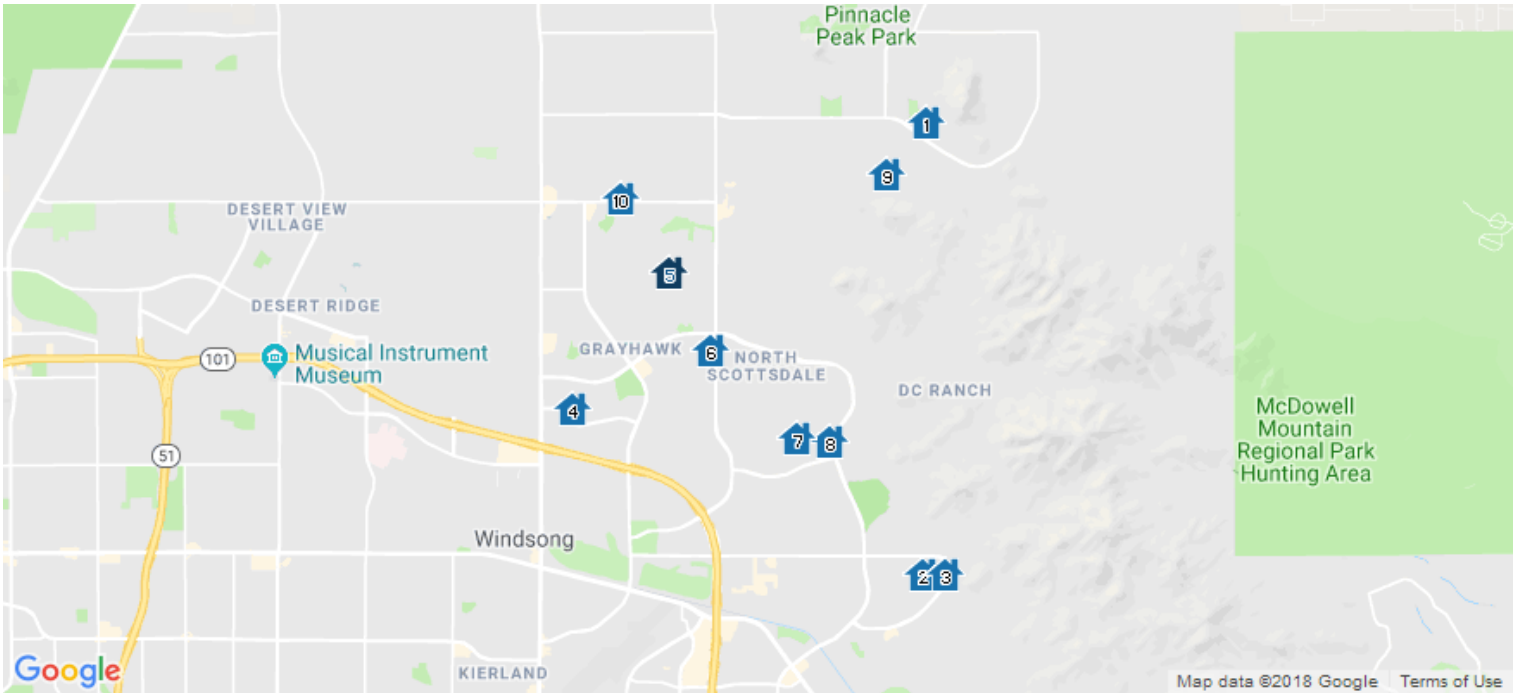 Pinnacle
Peak Park
1
9
10
DESERT VIEW
VILLAGE
5
DESERT RIDGE
101
Musical Instrument
Museum
GRAYHAWK
6
NORTH
SCOTTSDALE
DC RANCH
4
McDowell
Mountain
Regional Park
Hunting Area
7
8
51
Windsong
2
3
KIERLAND
Google
Map data ©2018 Google
Terms of Use